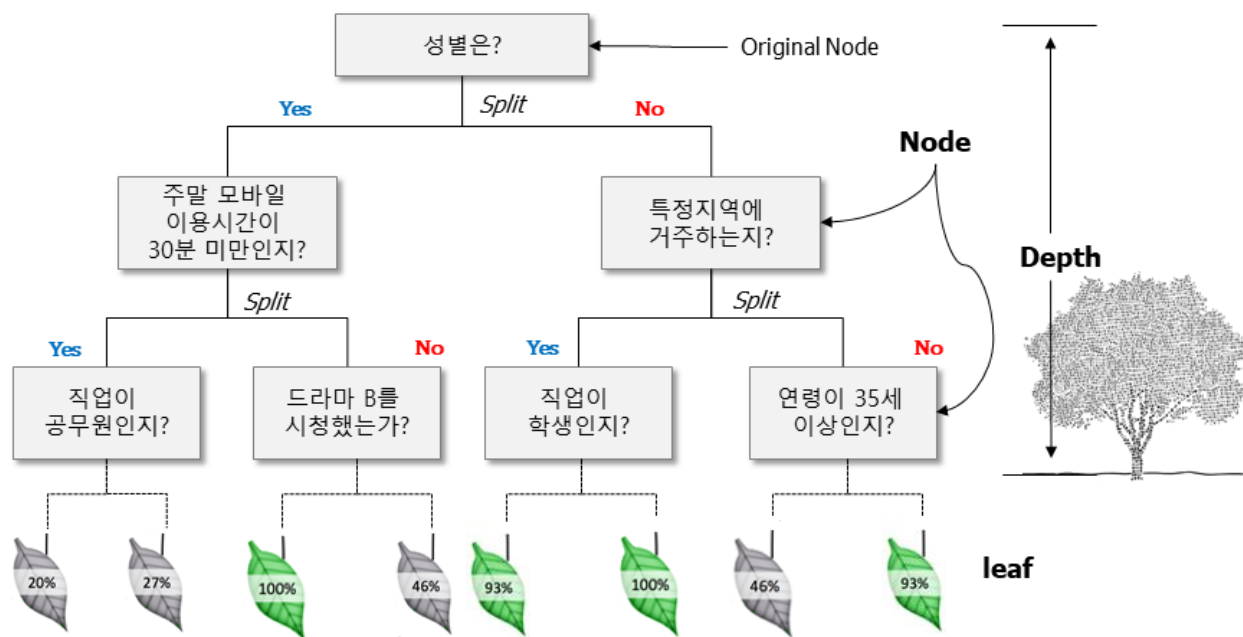 성별은?
Original Node
Split
Yes
No
Node
주말 모바일
이용시간이
30분 미만인지?
특정지역에
거주하는지?
Depth
Split
Split
Yes
No
Yes
No
직업이
공무원인지?
드라마 B를
시청했는가?
직업이
학생인지?
연령이 35세
이상인지?
20%
27%
100%
46%
93%
100%
46%
93%
leaf